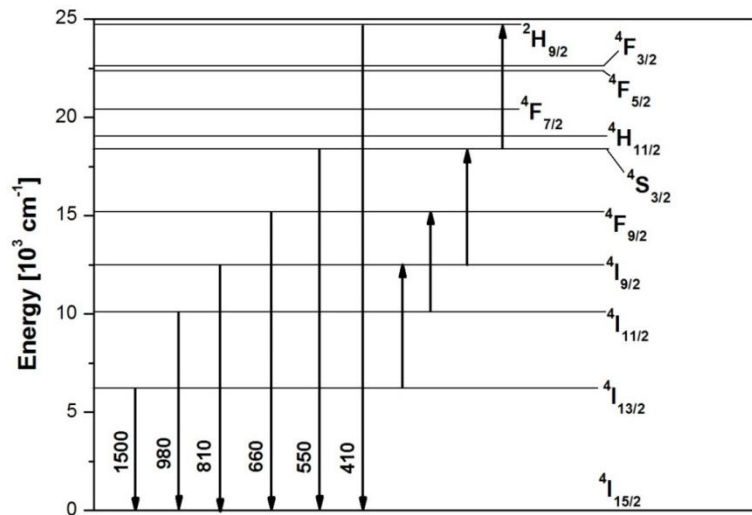 25
²H₉/₂
⁴F₃/₂
⁴F₅/₂
⁴F₇/₂
20
⁴H₁₁/₂
⁴S₃/₂
15
⁴F₉/₂
⁴I₉/₂
10
⁴I₁₁/₂
⁴I₁₃/₂
5
⁴I₁₅/₂
0
Energy [10³ cm⁻¹]
1500
980
810
660
550
410